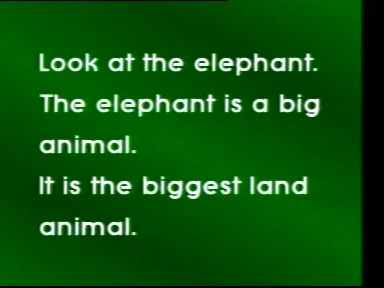 Look at the elephant.
The elephant is a big
animal.
It is the biggest land
animal.